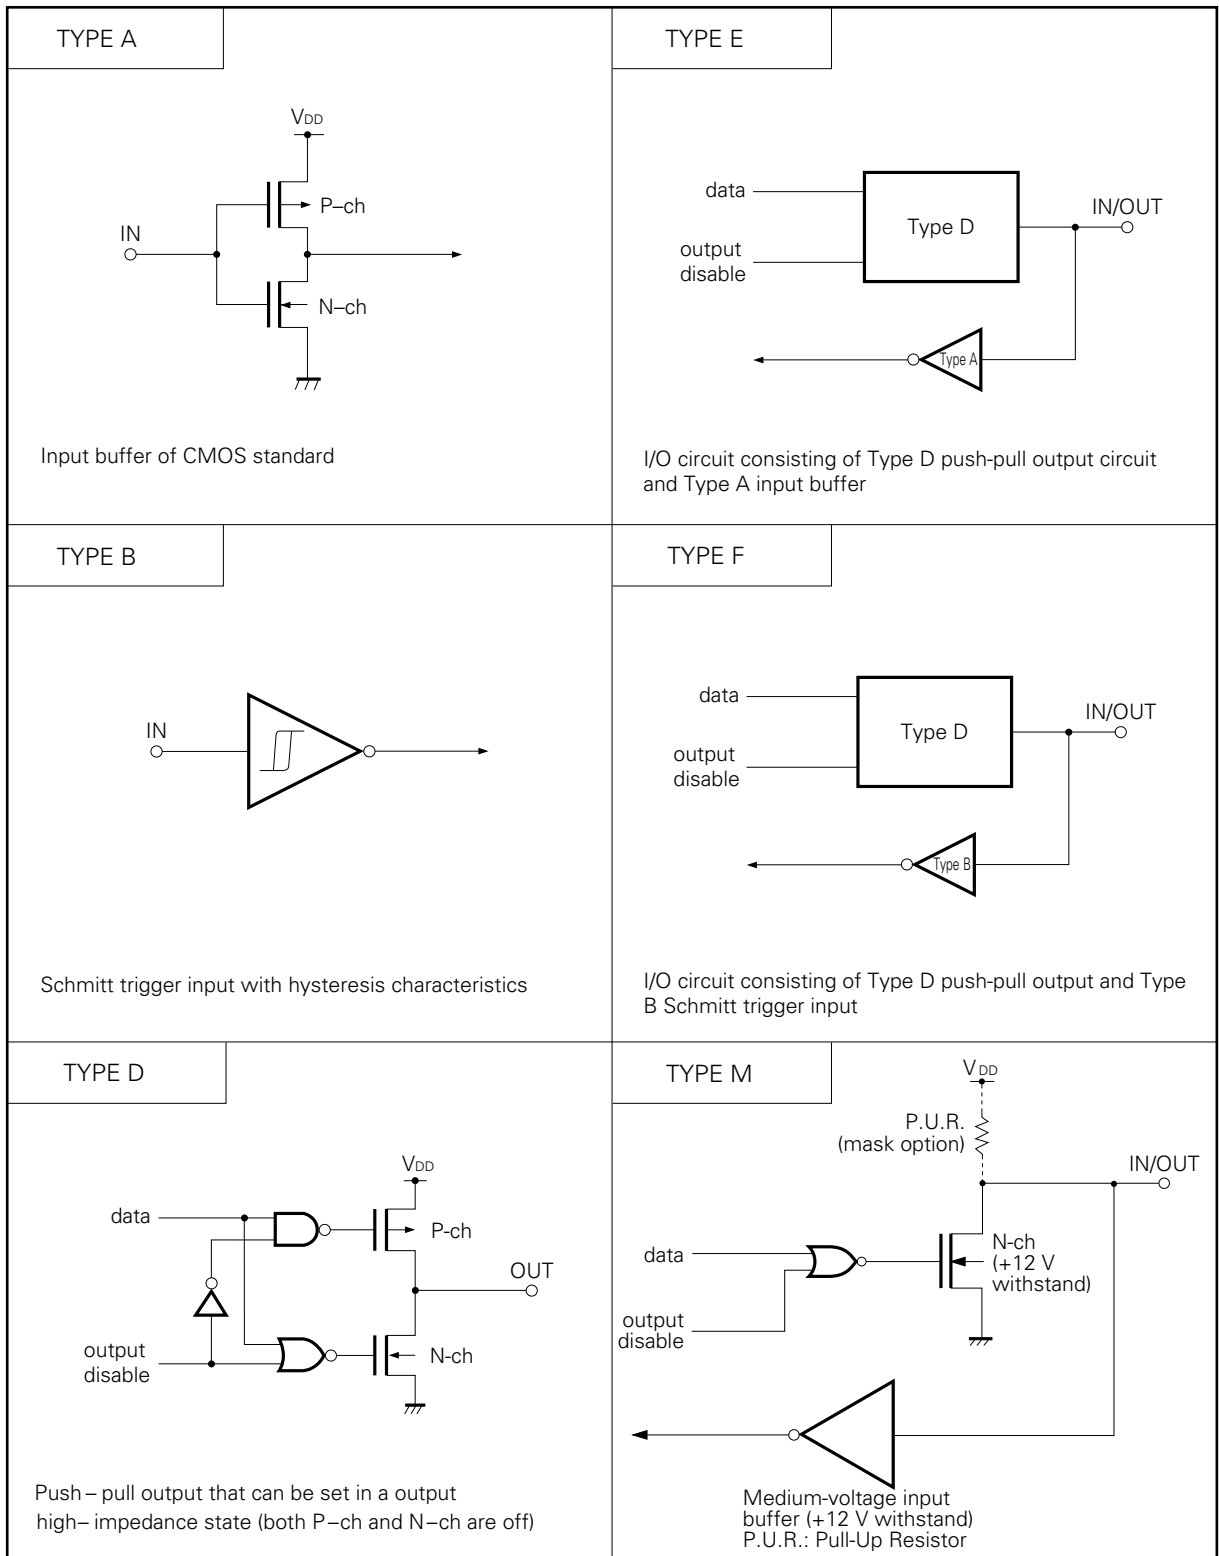 TYPE A
VDD
P–ch
IN
N–ch
Input buffer of CMOS standard
TYPE E
data
Type D
IN/OUT
output
disable
Type A
I/O circuit consisting of Type D push-pull output circuit
and Type A input buffer
TYPE B
IN
Schmitt trigger input with hysteresis characteristics
TYPE F
data
Type D
IN/OUT
output
disable
Type B
I/O circuit consisting of Type D push-pull output and Type
B Schmitt trigger input
TYPE D
VDD
data
P-ch
OUT
output
disable
N-ch
Push – pull output that can be set in a output
high– impedance state (both P–ch and N–ch are off)
TYPE M
VDD
P.U.R.
(mask option)
IN/OUT
data
N-ch
(+12 V
withstand)
output
disable
Medium-voltage input
buffer (+12 V withstand)
P.U.R.: Pull-Up Resistor